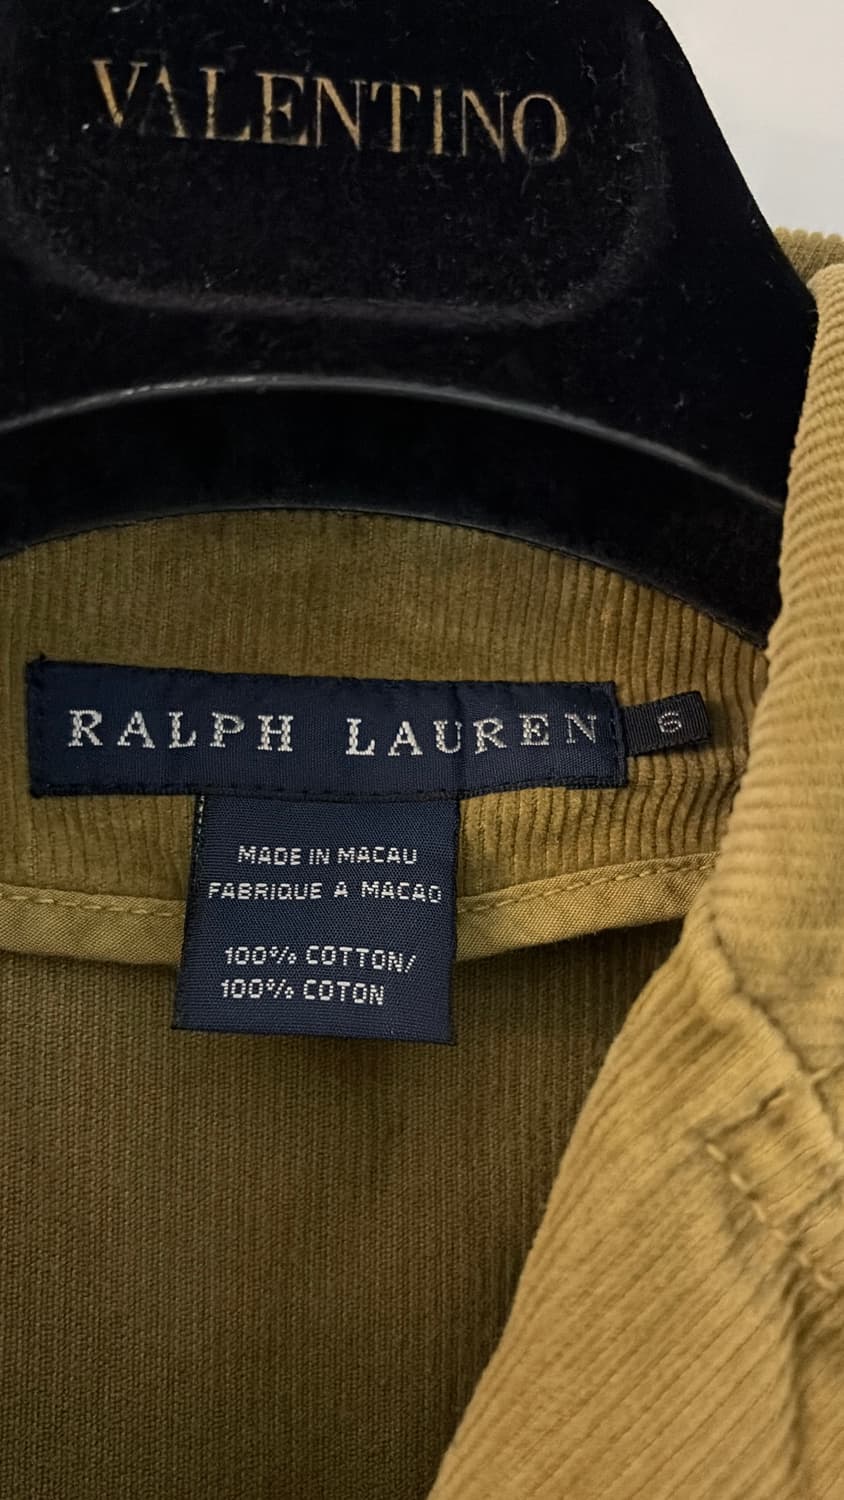 VALENTINO
RALPH LAUREN
6
MADE IN MACAU
FABRIQUE A MACAO
100% COTTON/
100% COTON